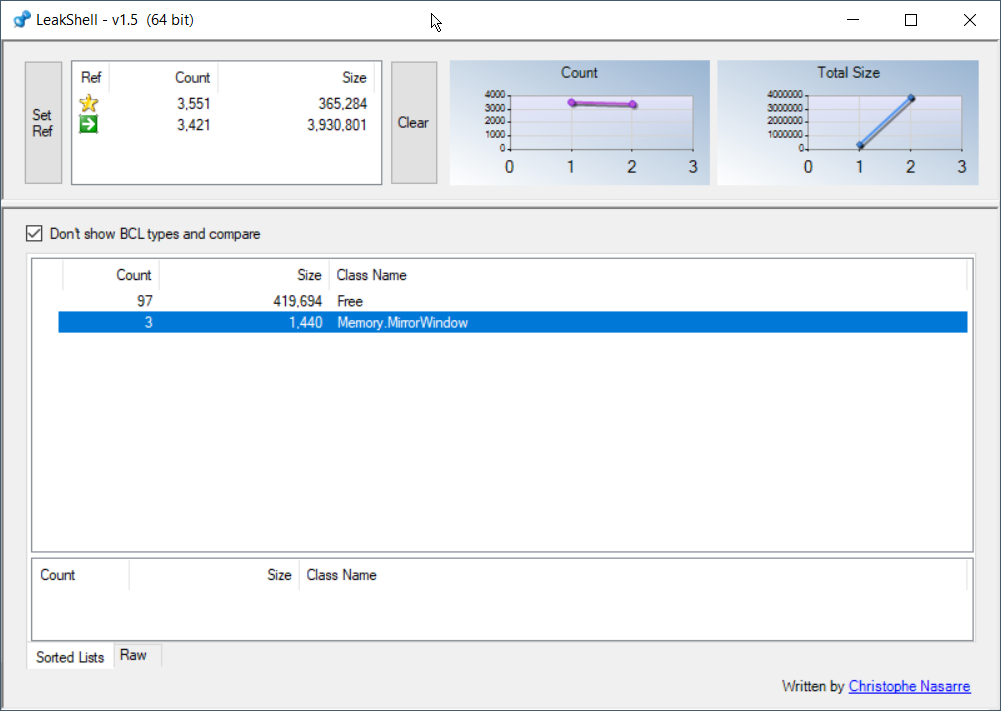 LeakShell - v1.5 (64 bit)
Set Ref
Ref Count Size
3,551 365,284
3,421 3,930,801
Clear
Count
4000
3000
2000
1000
0
0 1 2 3
Total Size
4000000
3000000
2000000
1000000
0
0 1 2 3
Don't show BCL types and compare
Count Size Class Name
97 419,694 Free
3 1,440 Memory.MirrorWindow
Count Size Class Name
Sorted Lists Raw
Written by Christophe Nasarre